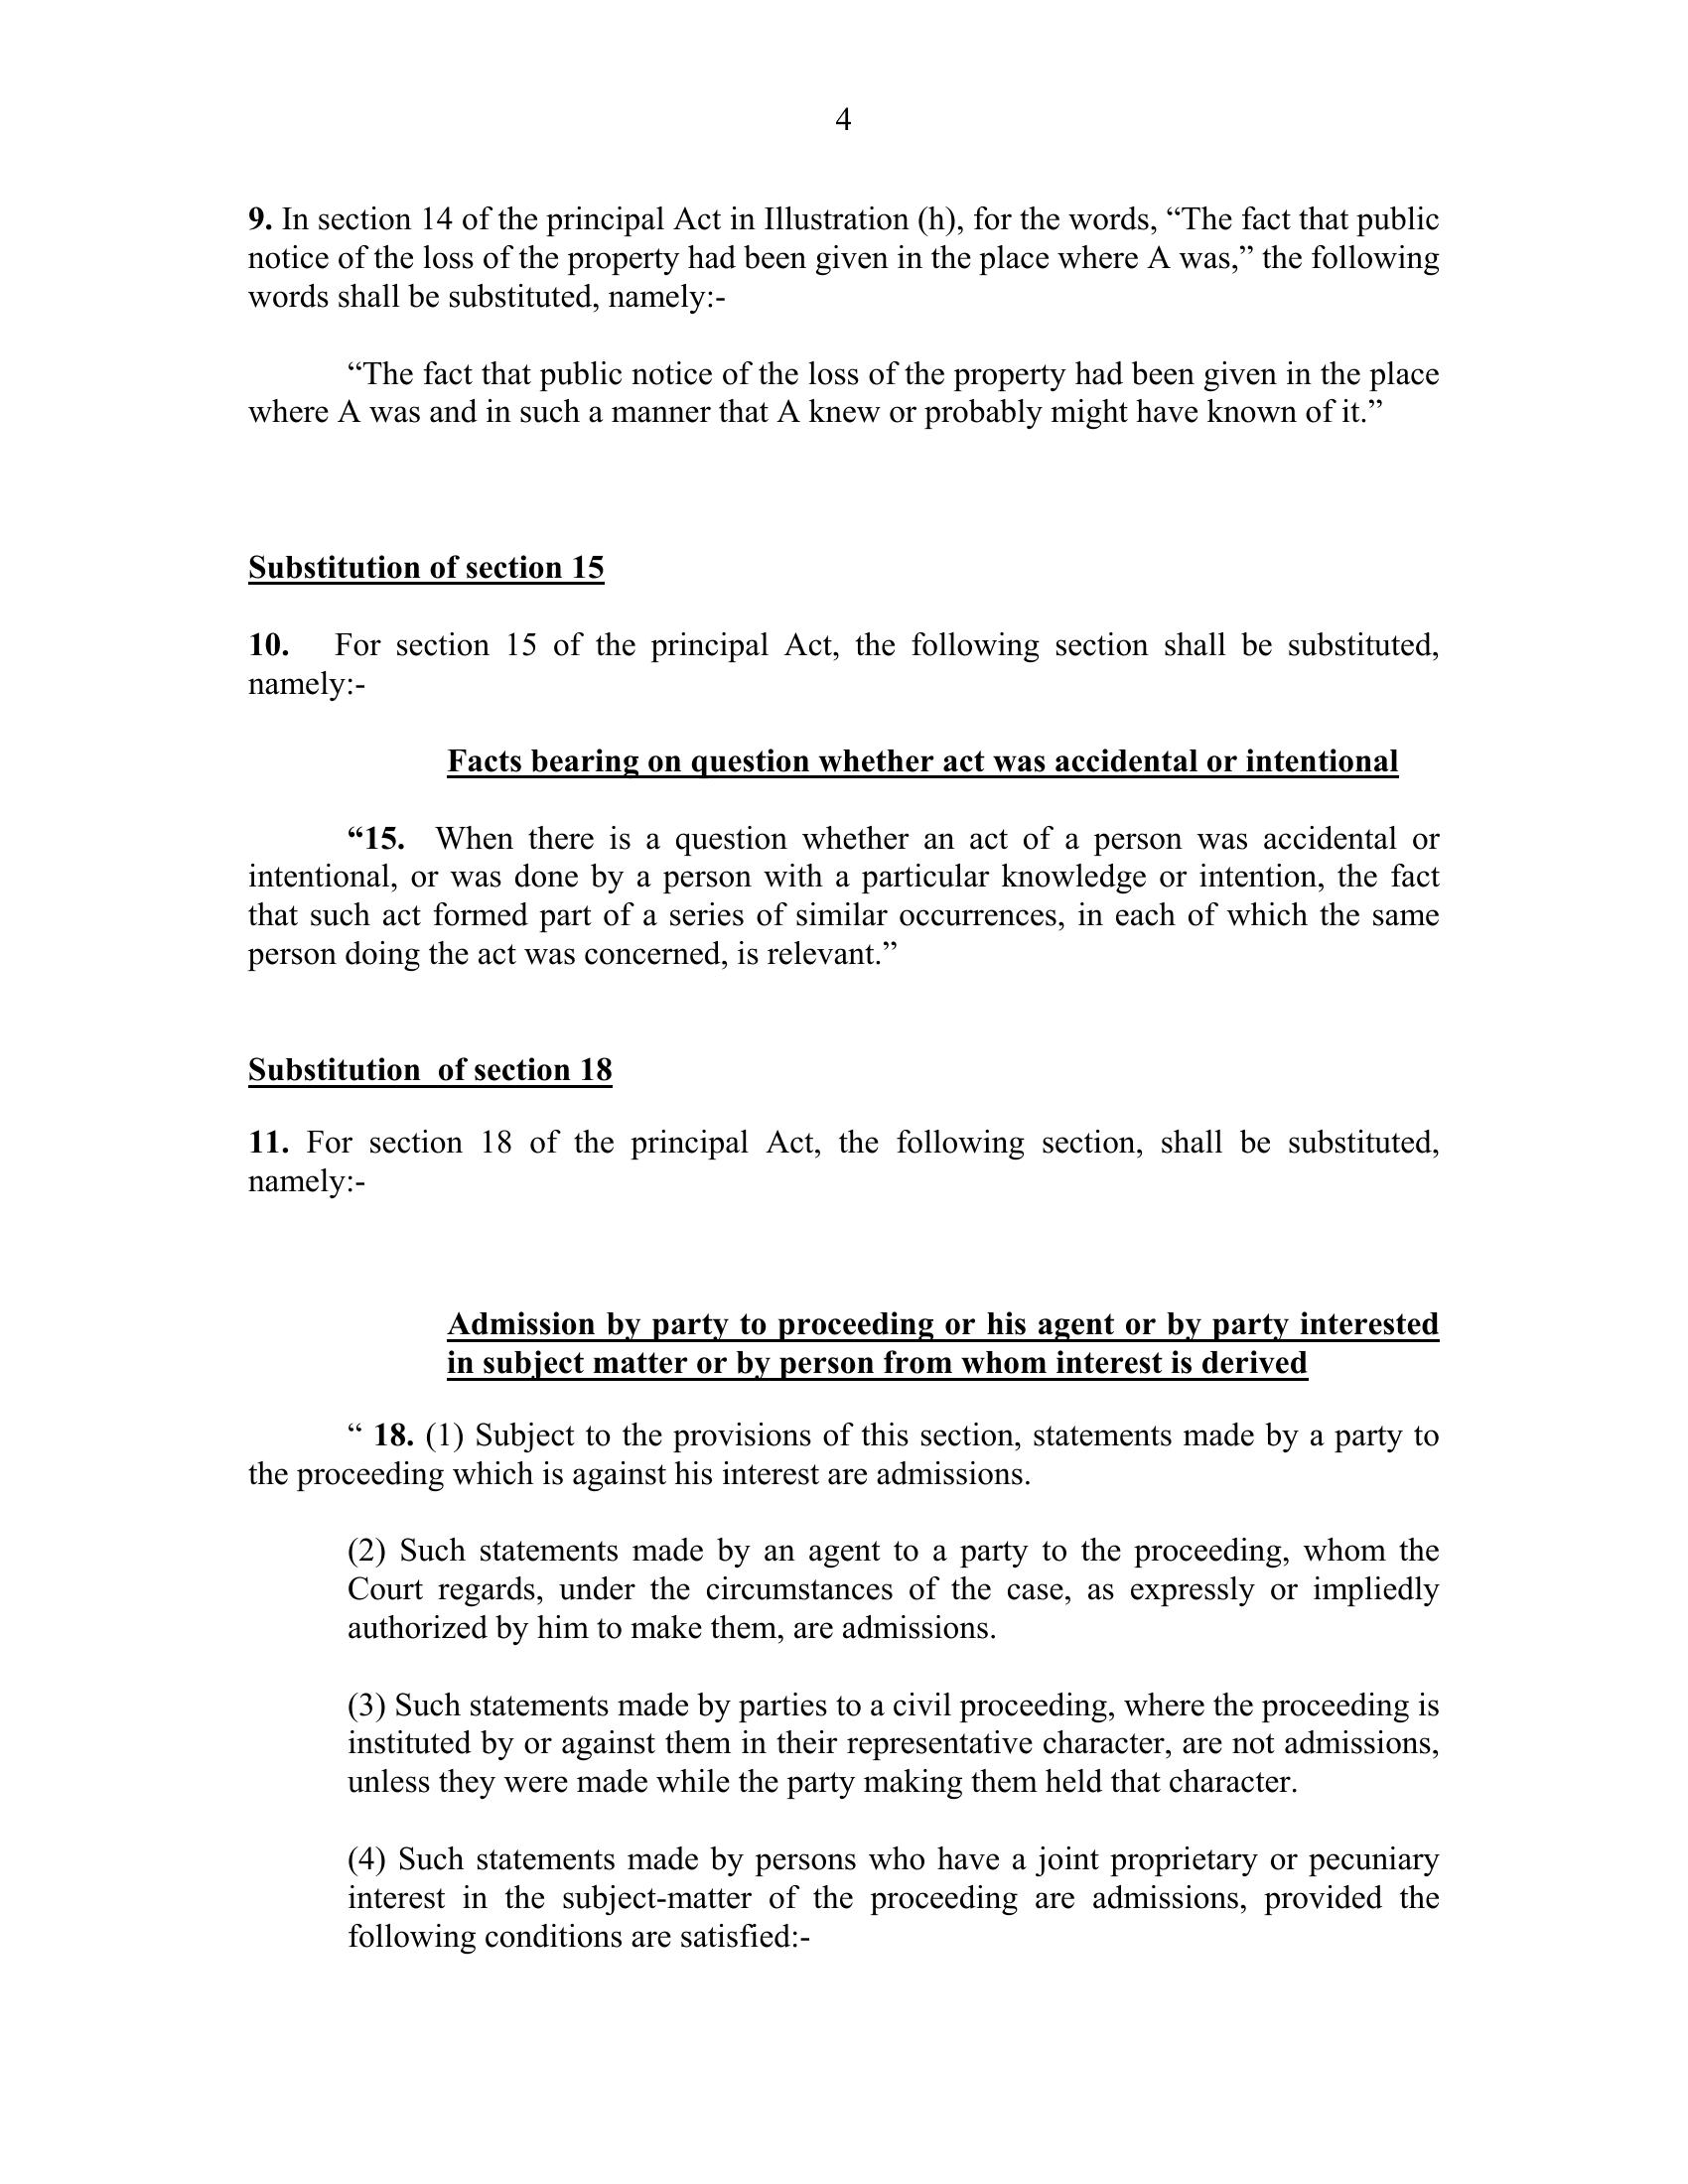 4
9. In section 14 of the principal Act in Illustration (h), for the words, “The fact that public
notice of the loss of the property had been given in the place where A was,” the following
words shall be substituted, namely:-
“The fact that public notice of the loss of the property had been given in the place
where A was and in such a manner that A knew or probably might have known of it.”
Substitution of section 15
10. For section 15 of the principal Act, the following section shall be substituted,
namely:-
Facts bearing on question whether act was accidental or intentional
“15. When there is a question whether an act of a person was accidental or
intentional, or was done by a person with a particular knowledge or intention, the fact
that such act formed part of a series of similar occurrences, in each of which the same
person doing the act was concerned, is relevant.”
Substitution of section 18
11. For section 18 of the principal Act, the following section, shall be substituted,
namely:-
Admission by party to proceeding or his agent or by party interested
in subject matter or by person from whom interest is derived
“ 18. (1) Subject to the provisions of this section, statements made by a party to
the proceeding which is against his interest are admissions.
(2) Such statements made by an agent to a party to the proceeding, whom the
Court regards, under the circumstances of the case, as expressly or impliedly
authorized by him to make them, are admissions.
(3) Such statements made by parties to a civil proceeding, where the proceeding is
instituted by or against them in their representative character, are not admissions,
unless they were made while the party making them held that character.
(4) Such statements made by persons who have a joint proprietary or pecuniary
interest in the subject-matter of the proceeding are admissions, provided the
following conditions are satisfied:-